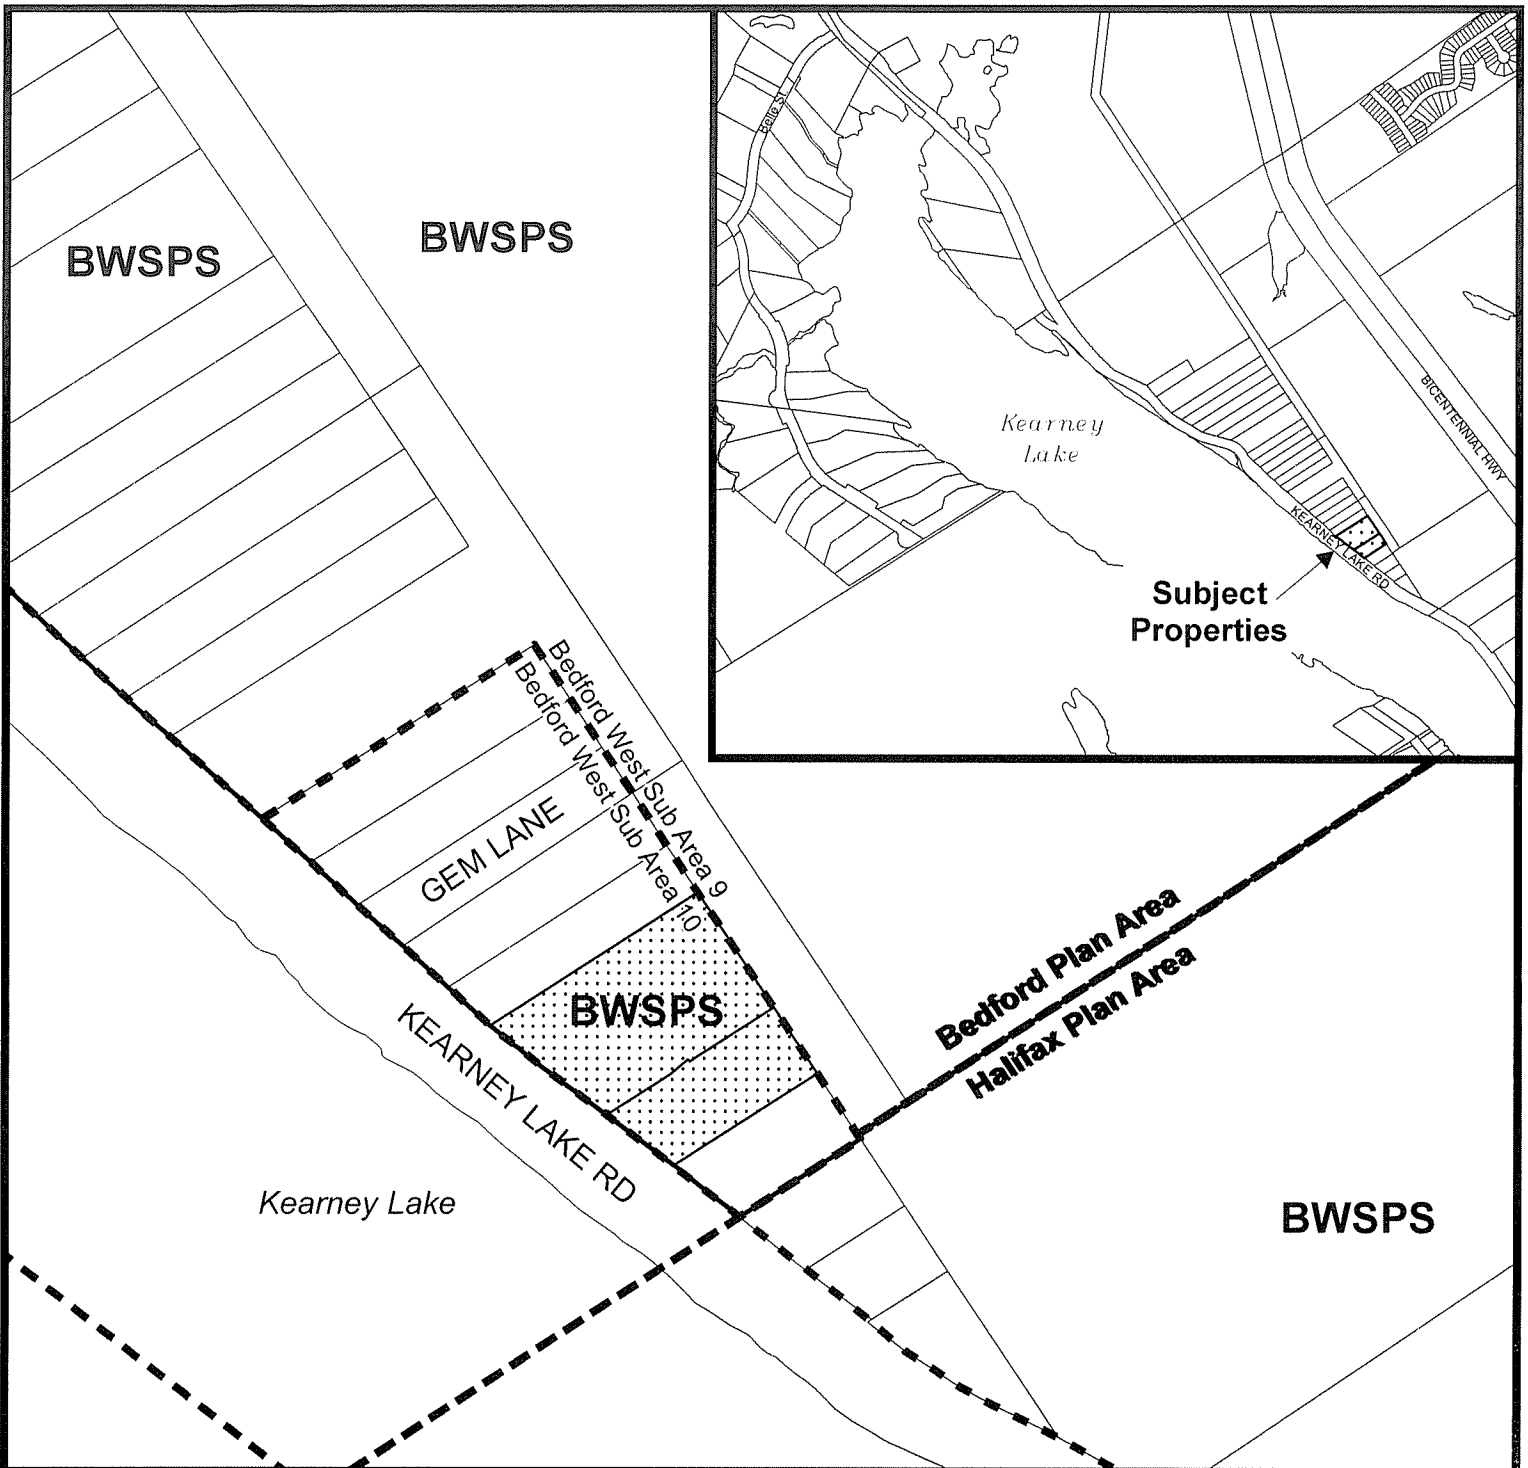 BWSPS
BWSPS
Belle St
Kearney
Lake
BICENTENNIAL HWY
KEARNEY LAKE RD
Subject
Properties
Bedford West Sub Area 9
Bedford West Sub Area 10
GEM LANE
BWSPS
Bedford Plan Area
Halifax Plan Area
KEARNEY LAKE RD
Kearney Lake
BWSPS